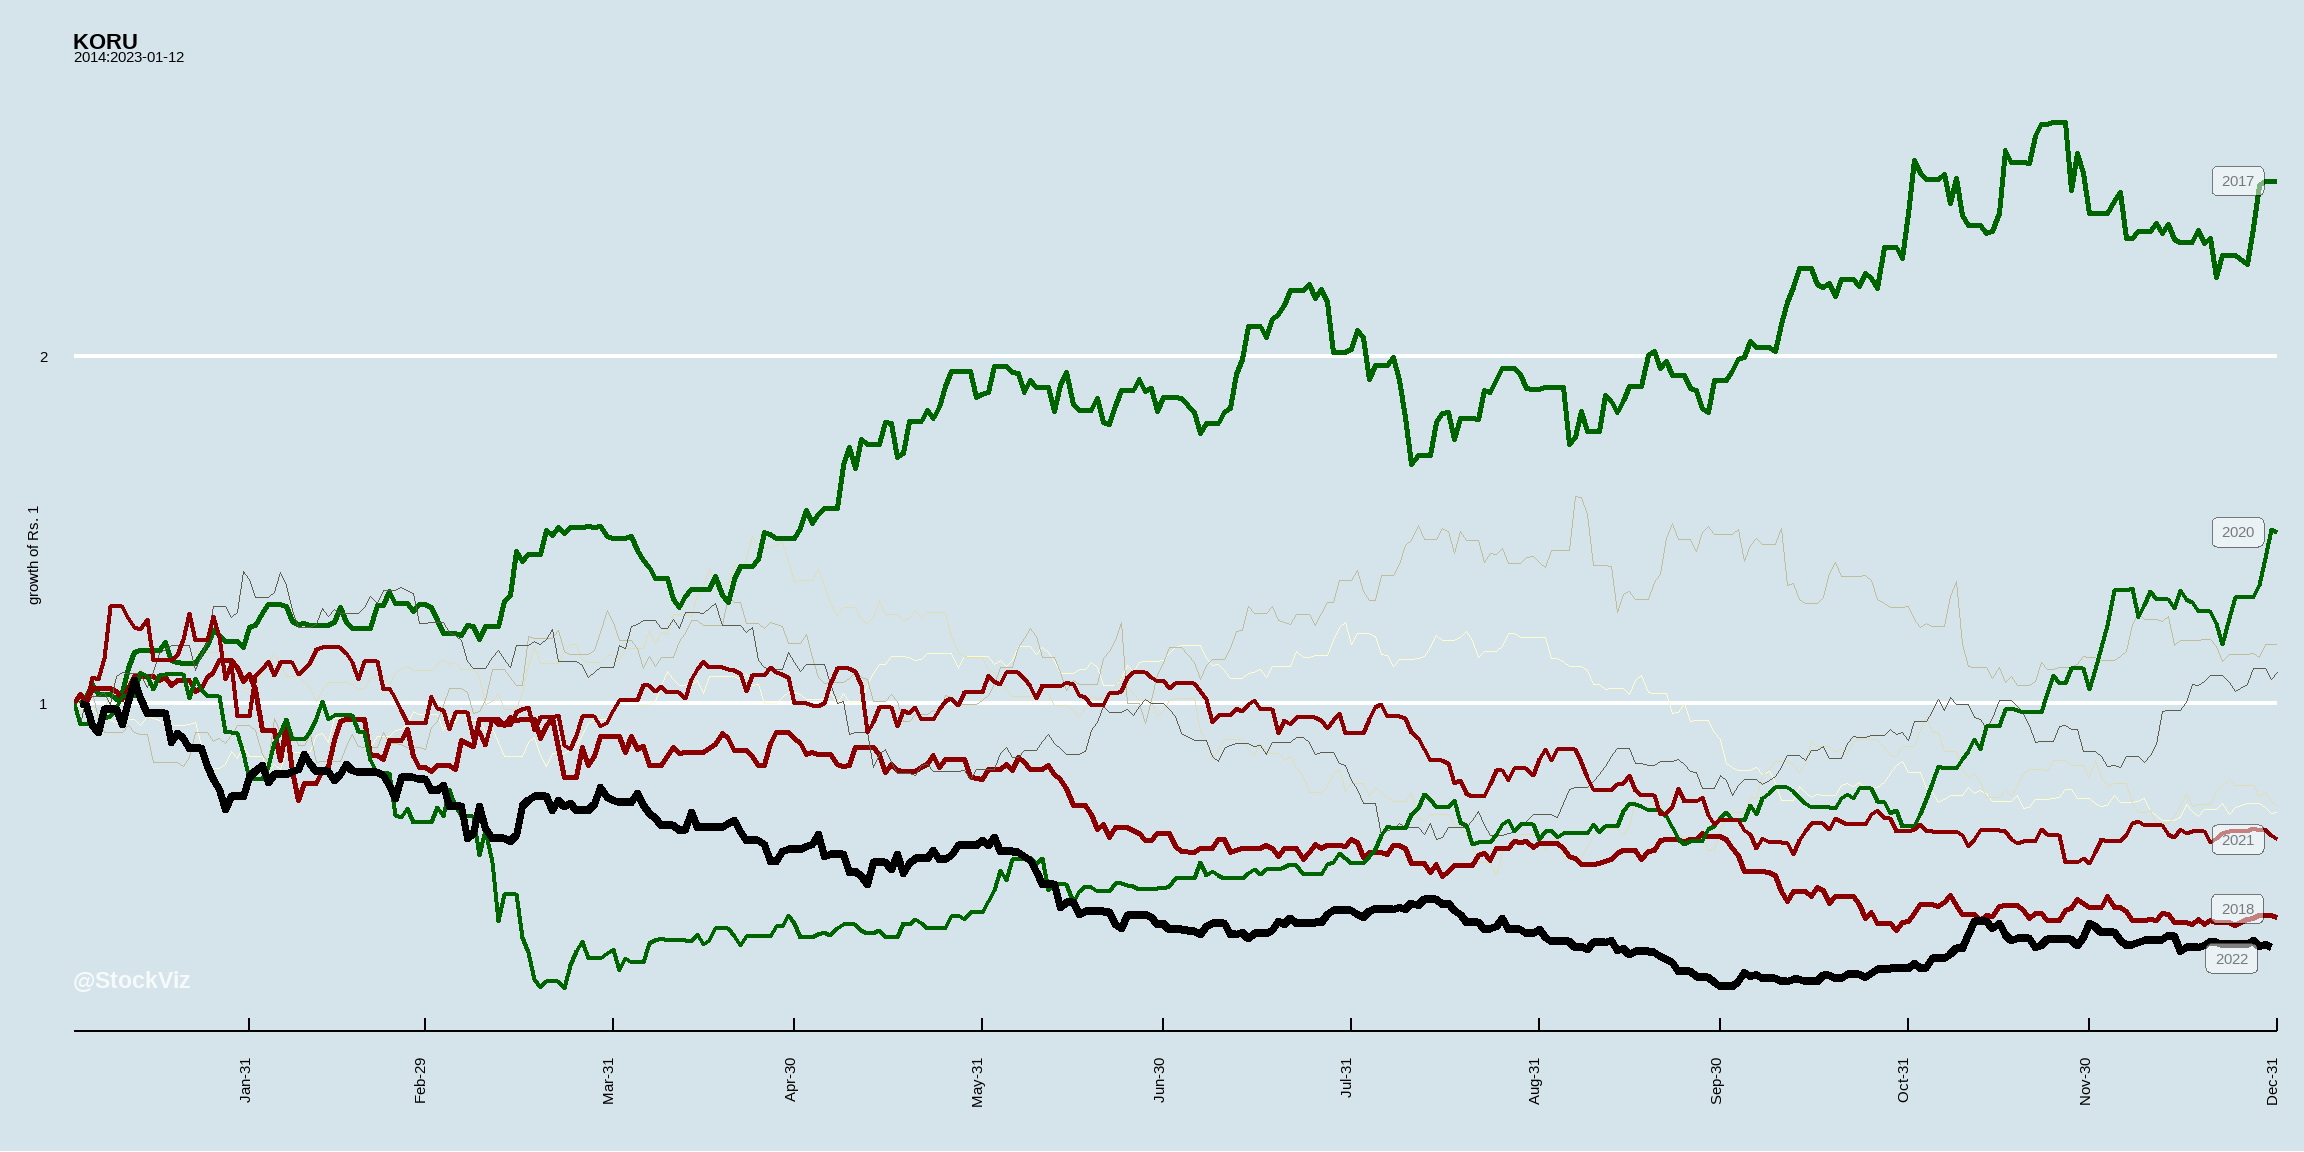 KORU
2014:2023-01-12
2017
2
growth of Rs. 1
2020
1
2021
2018
2022
@StockViz
Jan-31
Feb-29
Mar-31
Apr-30
May-31
Jun-30
Jul-31
Aug-31
Sep-30
Oct-31
Nov-30
Dec-31